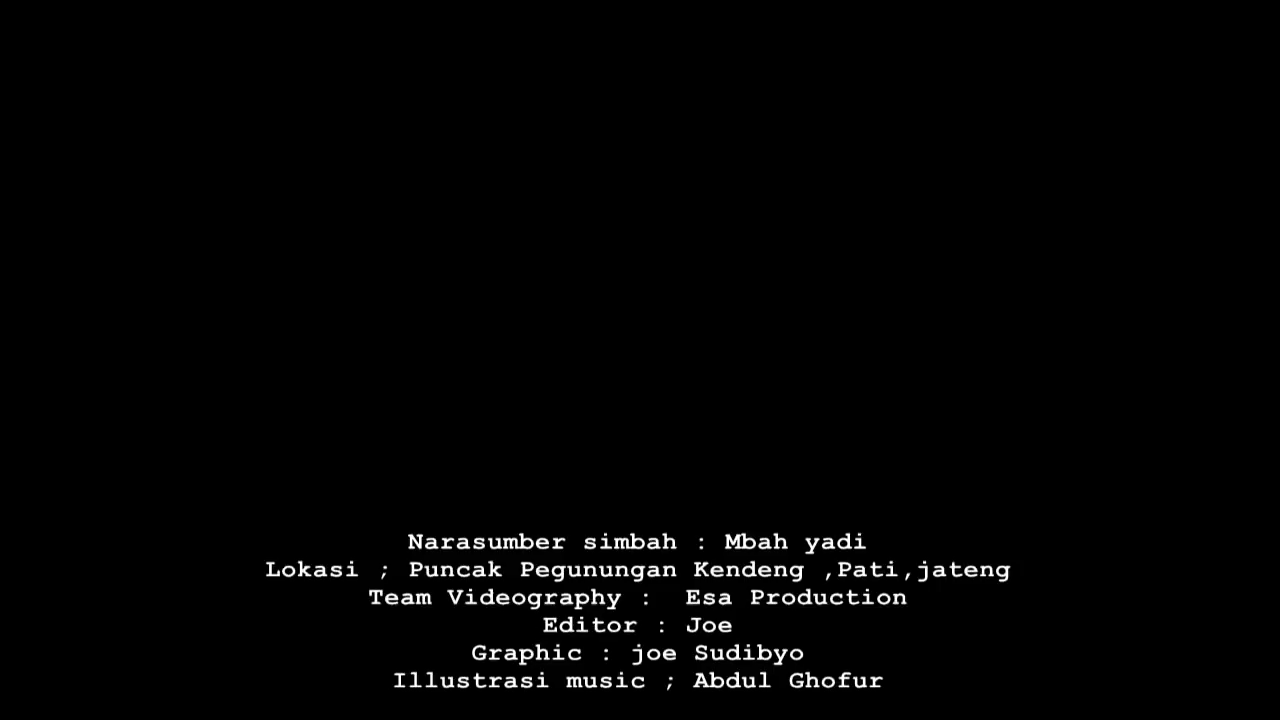 Narasumber simbah : Mbah yadi
Lokasi ; Puncak Pegunungan Kendeng ,Pati,jateng
Team Videography :  Esa Production
Editor : Joe
Graphic : joe Sudibyo
Illustrasi music ; Abdul Ghofur